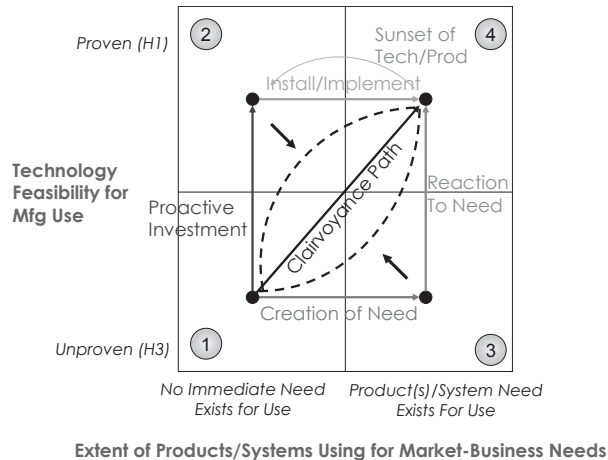 Proven (H1)
2
4
Sunset of
Tech/Prod
Install/Implement
Technology
Feasibility for
Mfg Use
Proactive
Investment
Clairvoyance Path
Reaction
To Need
Creation of Need
1
3
Unproven (H3)
No Immediate Need
Exists for Use
Product(s)/System Need
Exists For Use
Extent of Products/Systems Using for Market-Business Needs